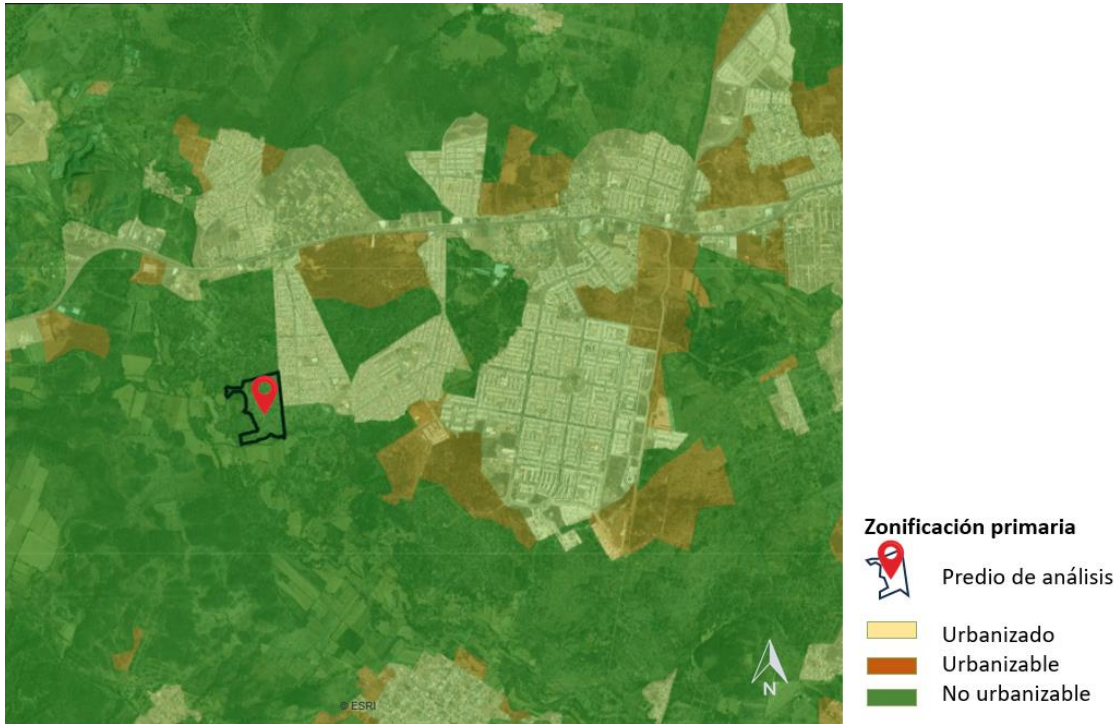 Zonificación primaria
Predio de análisis
Urbanizado
Urbanizable
No urbanizable
N
© ESRI